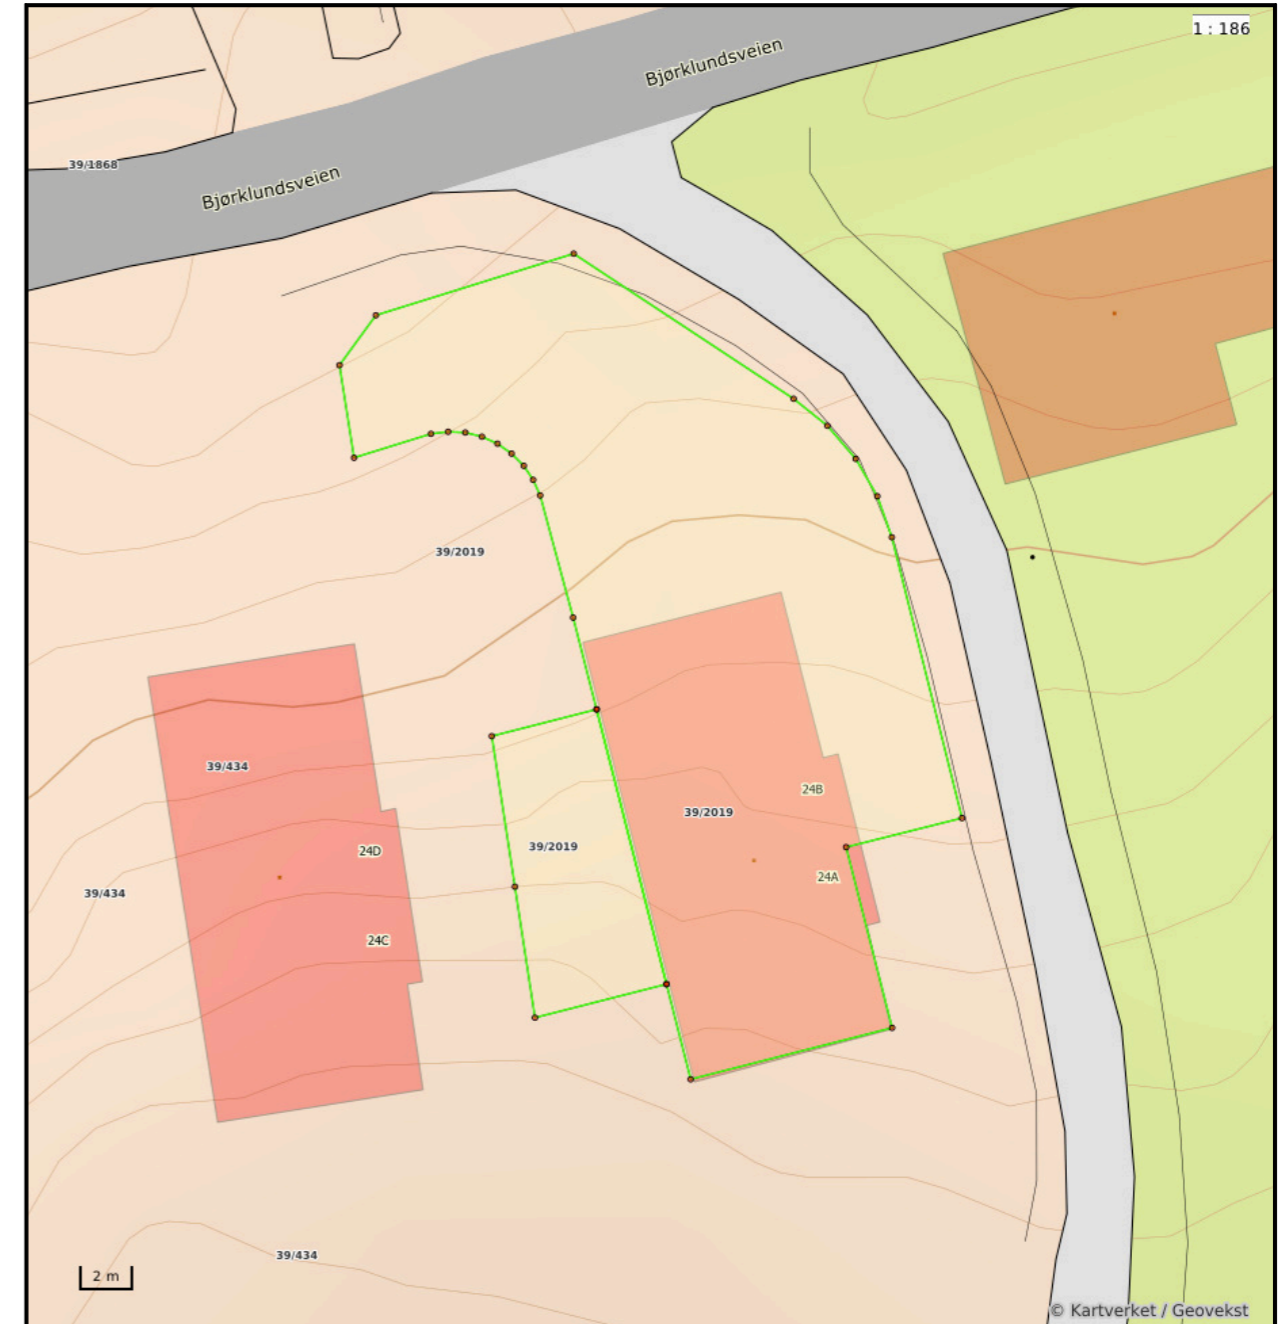 1 : 186
Bjørklundsveien
39/1868
Bjørklundsveien
39/2019
39/434
24B
39/2019
39/2019
24D
24A
39/434
24C
39/434
2 m
© Kartverket / Geovekst